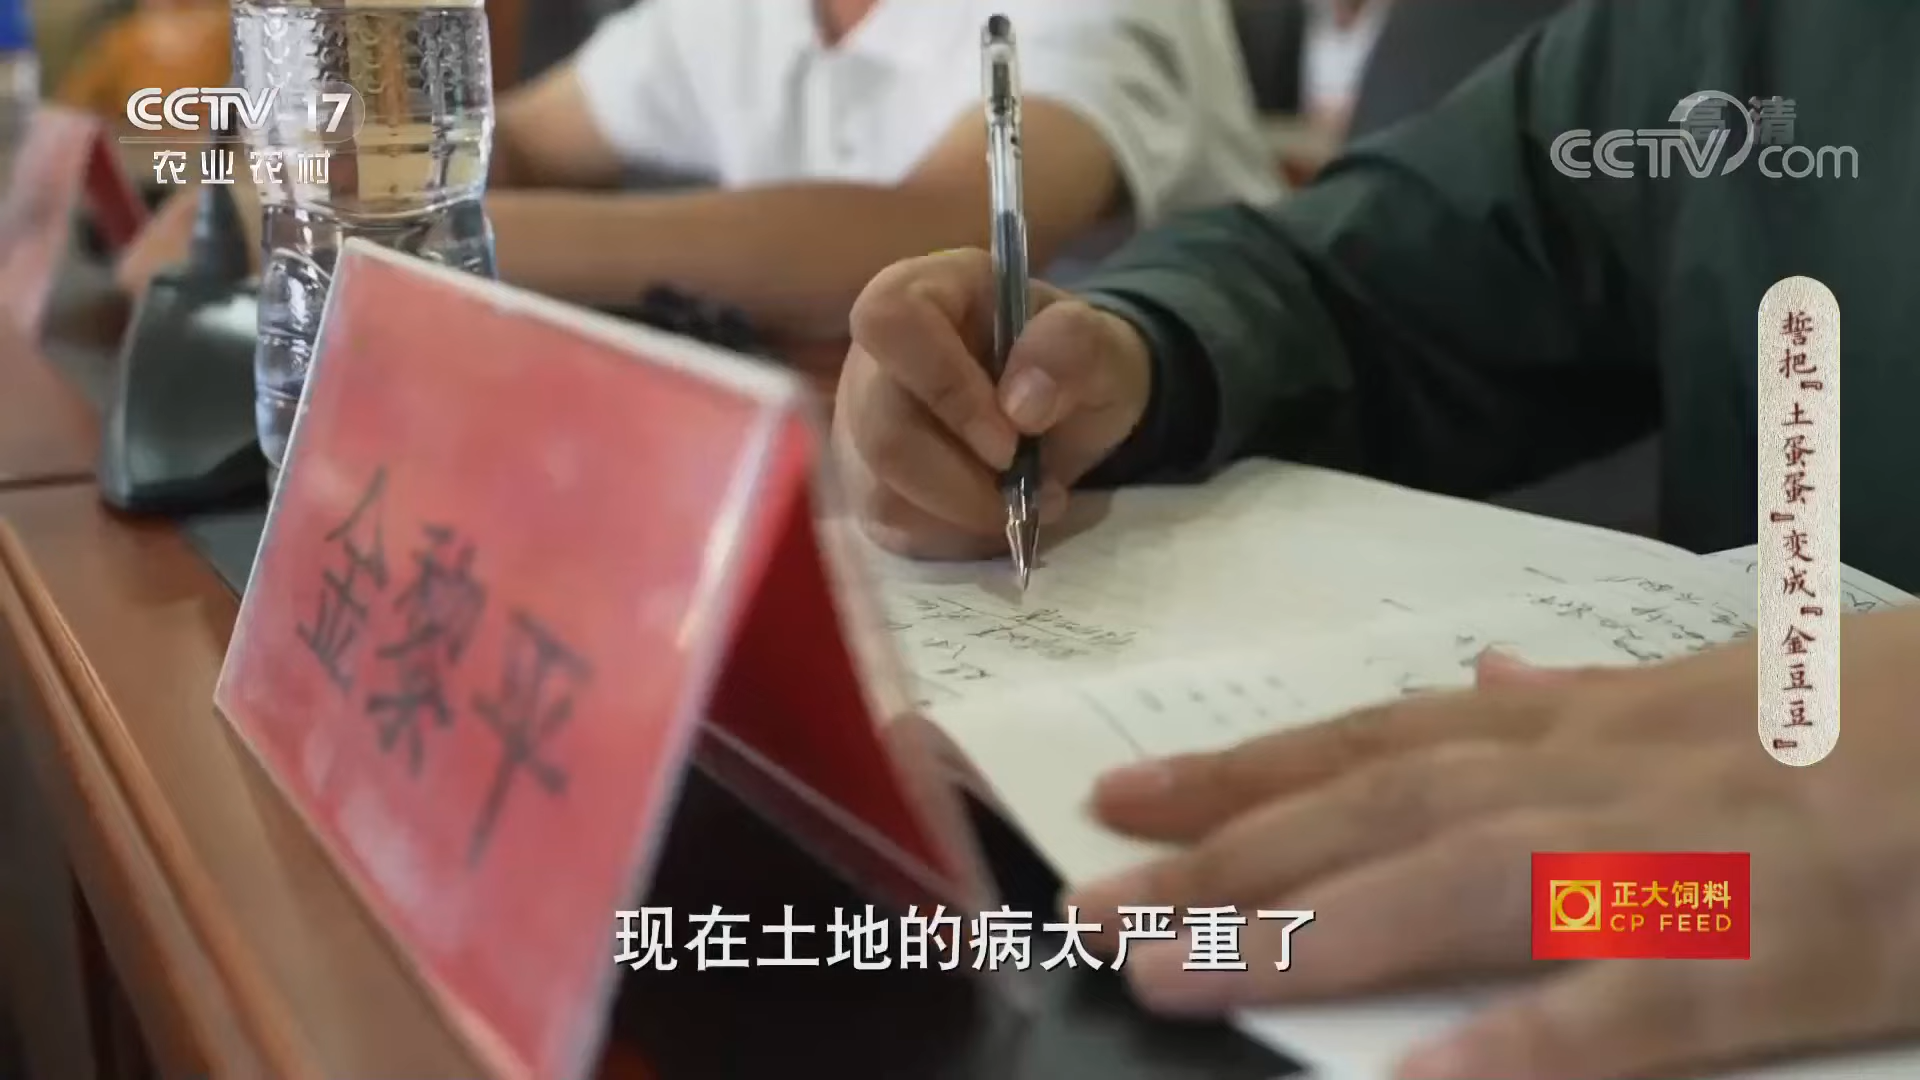 CCTV-17
农业农村
高清
CCTV.com
誓把『土蛋蛋』变成『金豆豆』
金黎平
现在土地的病太严重了
正大饲料
CP FEED